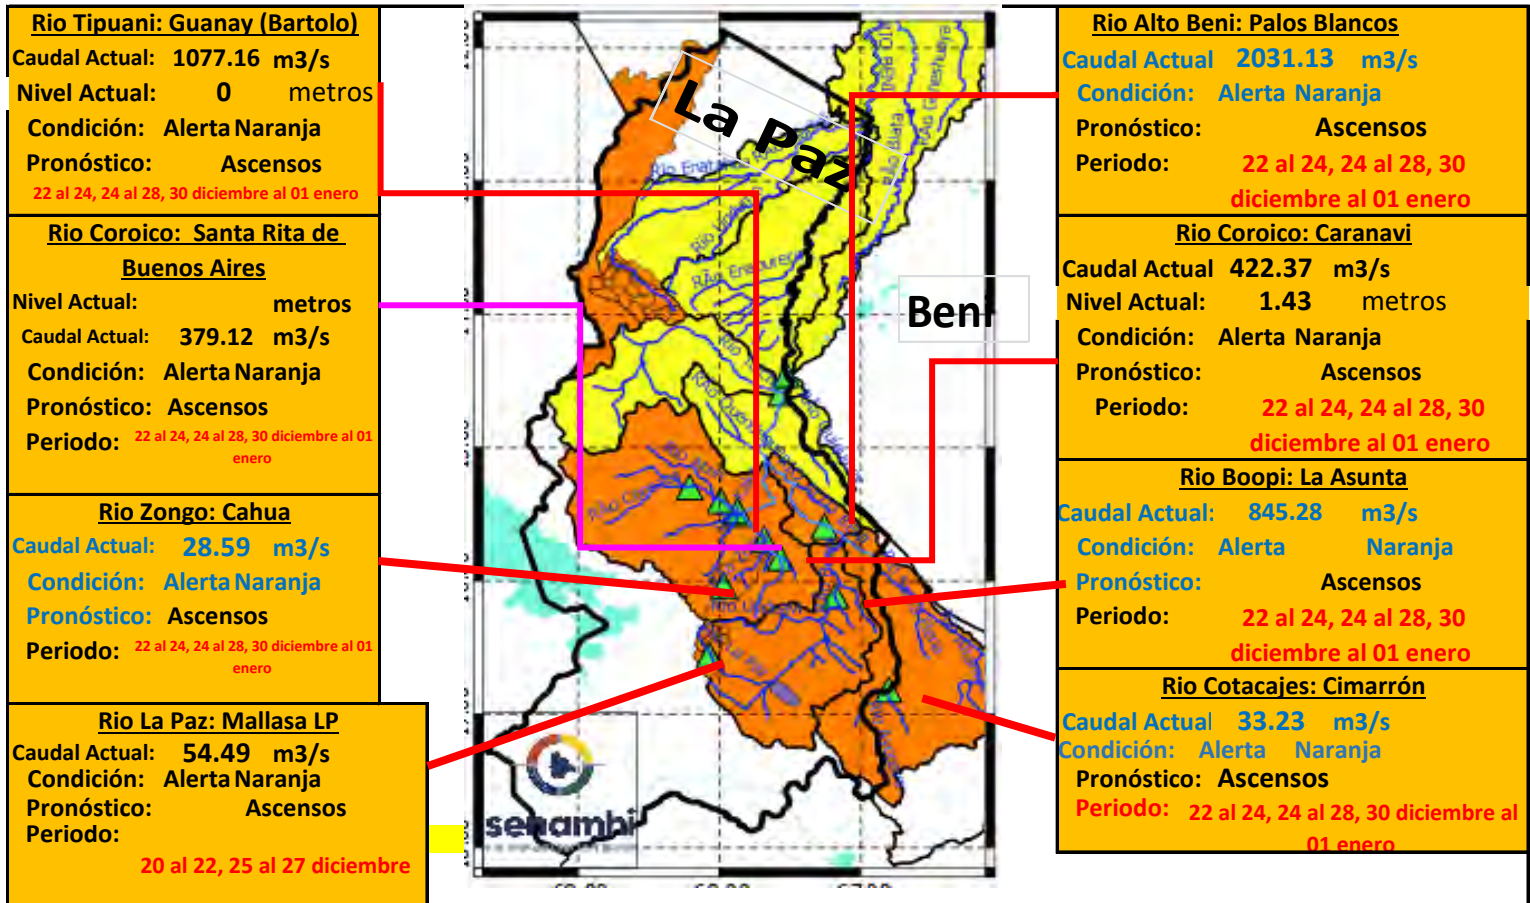 Rio Tipuani: Guanay (Bartolo)
Caudal Actual: 1077.16 m3/s
Nivel Actual: 0 metros
Condición: Alerta Naranja
Pronóstico: Ascensos
22 al 24, 24 al 28, 30 diciembre al 01 enero
Rio Coroico: Santa Rita de
Buenos Aires
Nivel Actual: metros
Caudal Actual: 379.12 m3/s
Condición: Alerta Naranja
Pronóstico: Ascensos
Periodo: 22 al 24, 24 al 28, 30 diciembre al 01
enero
Rio Zongo: Cahua
Caudal Actual: 28.59 m3/s
Condición: Alerta Naranja
Pronóstico: Ascensos
Periodo: 22 al 24, 24 al 28, 30 diciembre al 01
enero
Rio La Paz: Mallasa LP
Caudal Actual: 54.49 m3/s
Condición: Alerta Naranja
Pronóstico: Ascensos
Periodo:
20 al 22, 25 al 27 diciembre
La Paz
Beni
senamhi
Rio Alto Beni: Palos Blancos
Caudal Actual 2031.13 m3/s
Condición: Alerta Naranja
Pronóstico: Ascensos
Periodo: 22 al 24, 24 al 28, 30
diciembre al 01 enero
Rio Coroico: Caranavi
Caudal Actual 422.37 m3/s
Nivel Actual: 1.43 metros
Condición: Alerta Naranja
Pronóstico: Ascensos
Periodo: 22 al 24, 24 al 28, 30
diciembre al 01 enero
Rio Boopi: La Asunta
Caudal Actual: 845.28 m3/s
Condición: Alerta Naranja
Pronóstico: Ascensos
Periodo: 22 al 24, 24 al 28, 30
diciembre al 01 enero
Rio Cotacajes: Cimarrón
Caudal Actual 33.23 m3/s
Condición: Alerta Naranja
Pronóstico: Ascensos
Periodo: 22 al 24, 24 al 28, 30 diciembre al
01 enero